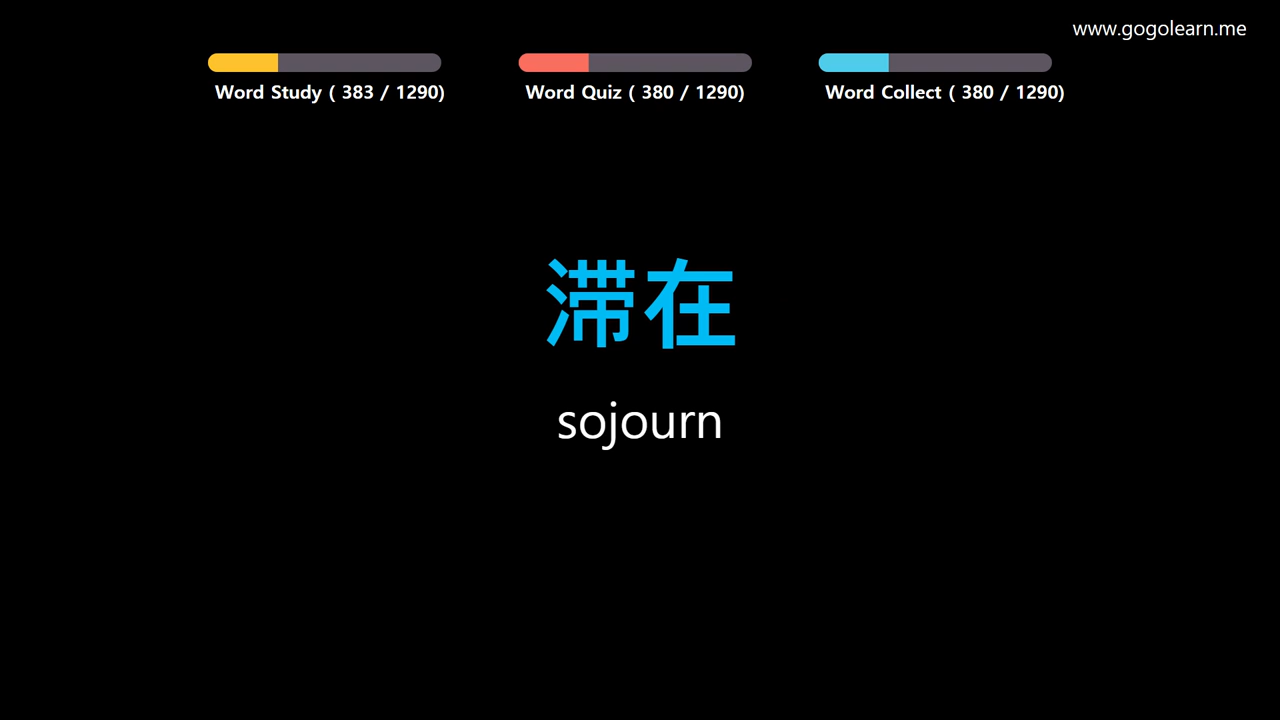 www.gogolearn.me
Word Study ( 383 / 1290)
Word Quiz ( 380 / 1290)
Word Collect ( 380 / 1290)
滞在
sojourn